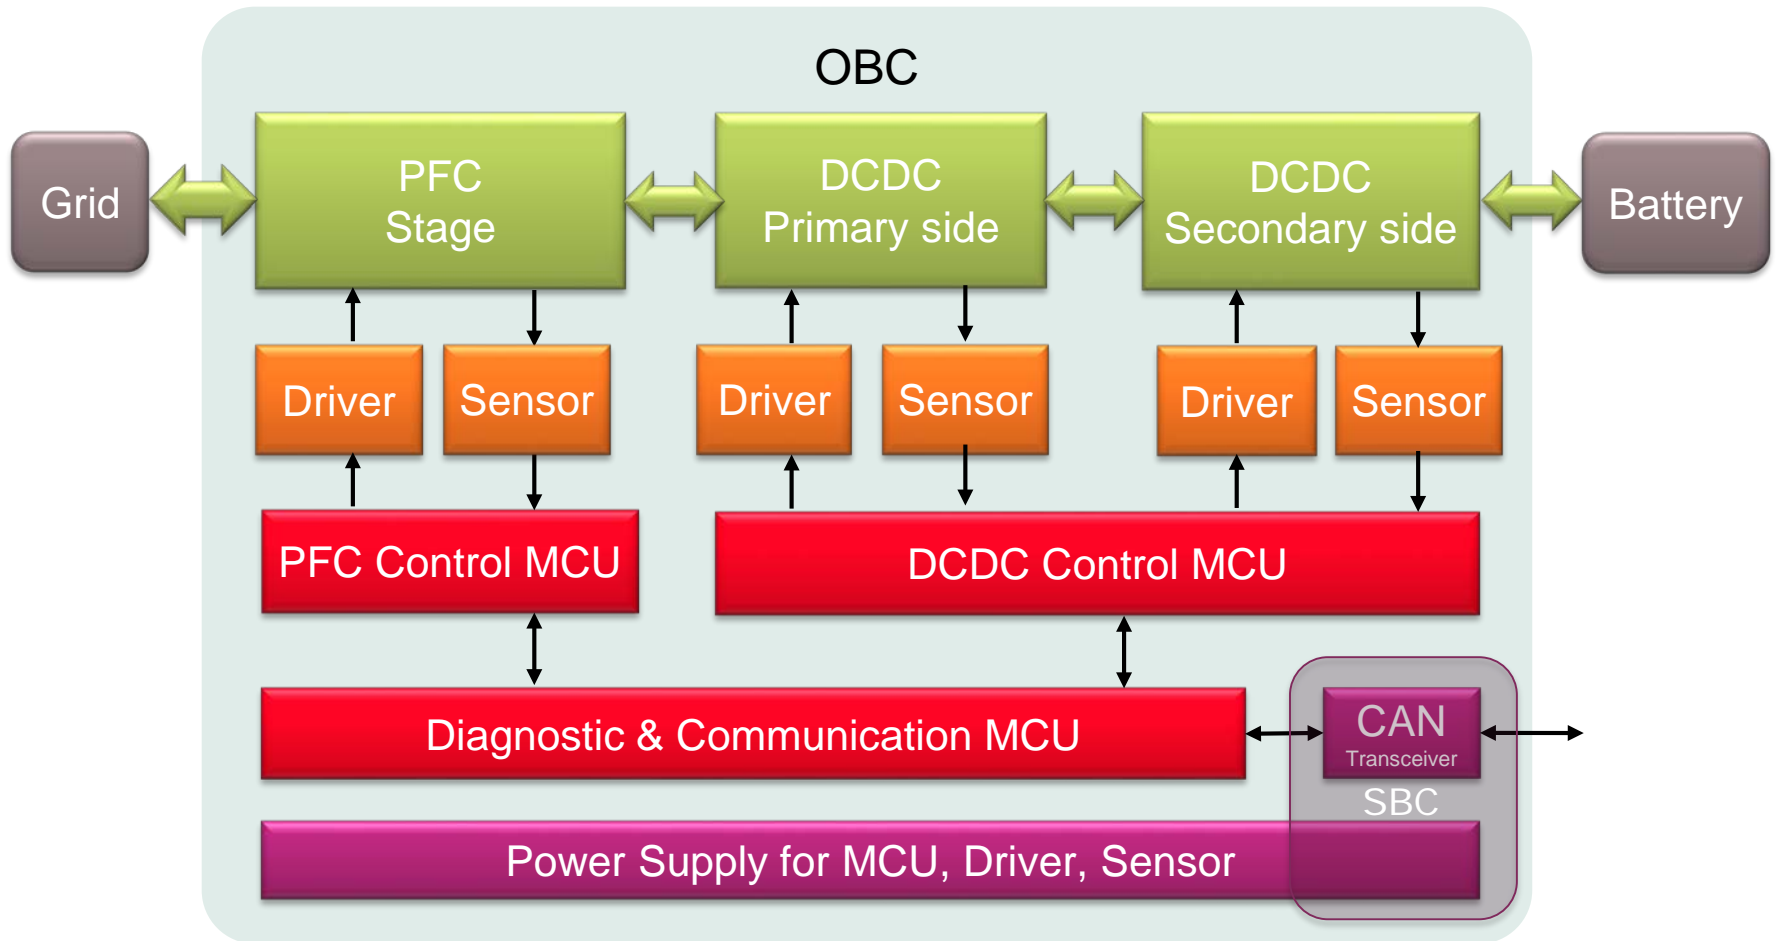 OBC
Grid
PFC
Stage
DCDC
Primary side
DCDC
Secondary side
Battery
Driver
Sensor
Driver
Sensor
Driver
Sensor
PFC Control MCU
DCDC Control MCU
Diagnostic & Communication MCU
CAN
Transceiver
SBC
Power Supply for MCU, Driver, Sensor